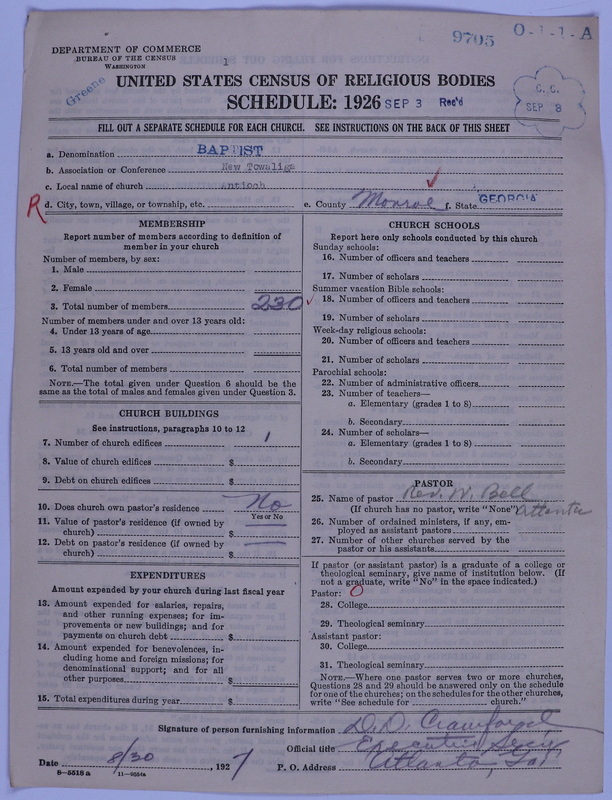 9795 O-1-1-A
DEPARTMENT OF COMMERCE
BUREAU OF THE CENSUS
WASHINGTON
1
Greene
UNITED STATES CENSUS OF RELIGIOUS BODIES
SCHEDULE: 1926 SEP 3 Rec'd
C. C.
SEP 8
FILL OUT A SEPARATE SCHEDULE FOR EACH CHURCH. SEE INSTRUCTIONS ON THE BACK OF THIS SHEET
a. Denomination BAPTIST
b. Association or Conference New Towaliga
c. Local name of church Antioch
R d. City, town, village, or township, etc. e. County Monroe f. State GEORGIA
MEMBERSHIP
Report number of members according to definition of
member in your church
Number of members, by sex:
1. Male
2. Female
3. Total number of members 230
Number of members under and over 13 years old:
4. Under 13 years of age
5. 13 years old and over
6. Total number of members
NOTE.—The total given under Question 6 should be the
same as the total of males and females given under Question 3.
CHURCH BUILDINGS
See instructions, paragraphs 10 to 12
7. Number of church edifices 1
8. Value of church edifices $
9. Debt on church edifices $
10. Does church own pastor's residence No
Yes or No
11. Value of pastor's residence (if owned by
church) $
12. Debt on pastor's residence (if owned by
church) $
EXPENDITURES
Amount expended by your church during last fiscal year
13. Amount expended for salaries, repairs,
and other running expenses; for im-
provements or new buildings; and for
payments on church debt $
14. Amount expended for benevolences, in-
cluding home and foreign missions; for
denominational support; and for all
other purposes $
15. Total expenditures during year $
CHURCH SCHOOLS
Report here only schools conducted by this church
Sunday schools:
16. Number of officers and teachers
17. Number of scholars
Summer vacation Bible schools:
18. Number of officers and teachers
19. Number of scholars
Week-day religious schools:
20. Number of officers and teachers
21. Number of scholars
Parochial schools:
22. Number of administrative officers
23. Number of teachers—
a. Elementary (grades 1 to 8)
b. Secondary
24. Number of scholars—
a. Elementary (grades 1 to 8)
b. Secondary
PASTOR
25. Name of pastor Rev. W. Bell
(If church has no pastor, write "None") Atlanta
26. Number of ordained ministers, if any, em-
ployed as assistant pastors
27. Number of other churches served by the
pastor or his assistants
If pastor (or assistant pastor) is a graduate of a college or
theological seminary, give name of institution below. (If
not a graduate, write "No" in the space indicated.)
Pastor: O
28. College
29. Theological seminary
Assistant pastor:
30. College
31. Theological seminary
NOTE.—Where one pastor serves two or more churches,
Questions 28 and 29 should be answered only on the schedule
for one of the churches; on the schedules for the other churches,
write "See schedule for church."
Signature of person furnishing information D. D. Crawford
Official title Executive Secy
Date 8/30, 1927 P. O. Address Atlanta, Ga
8-5518 a 11-9584a